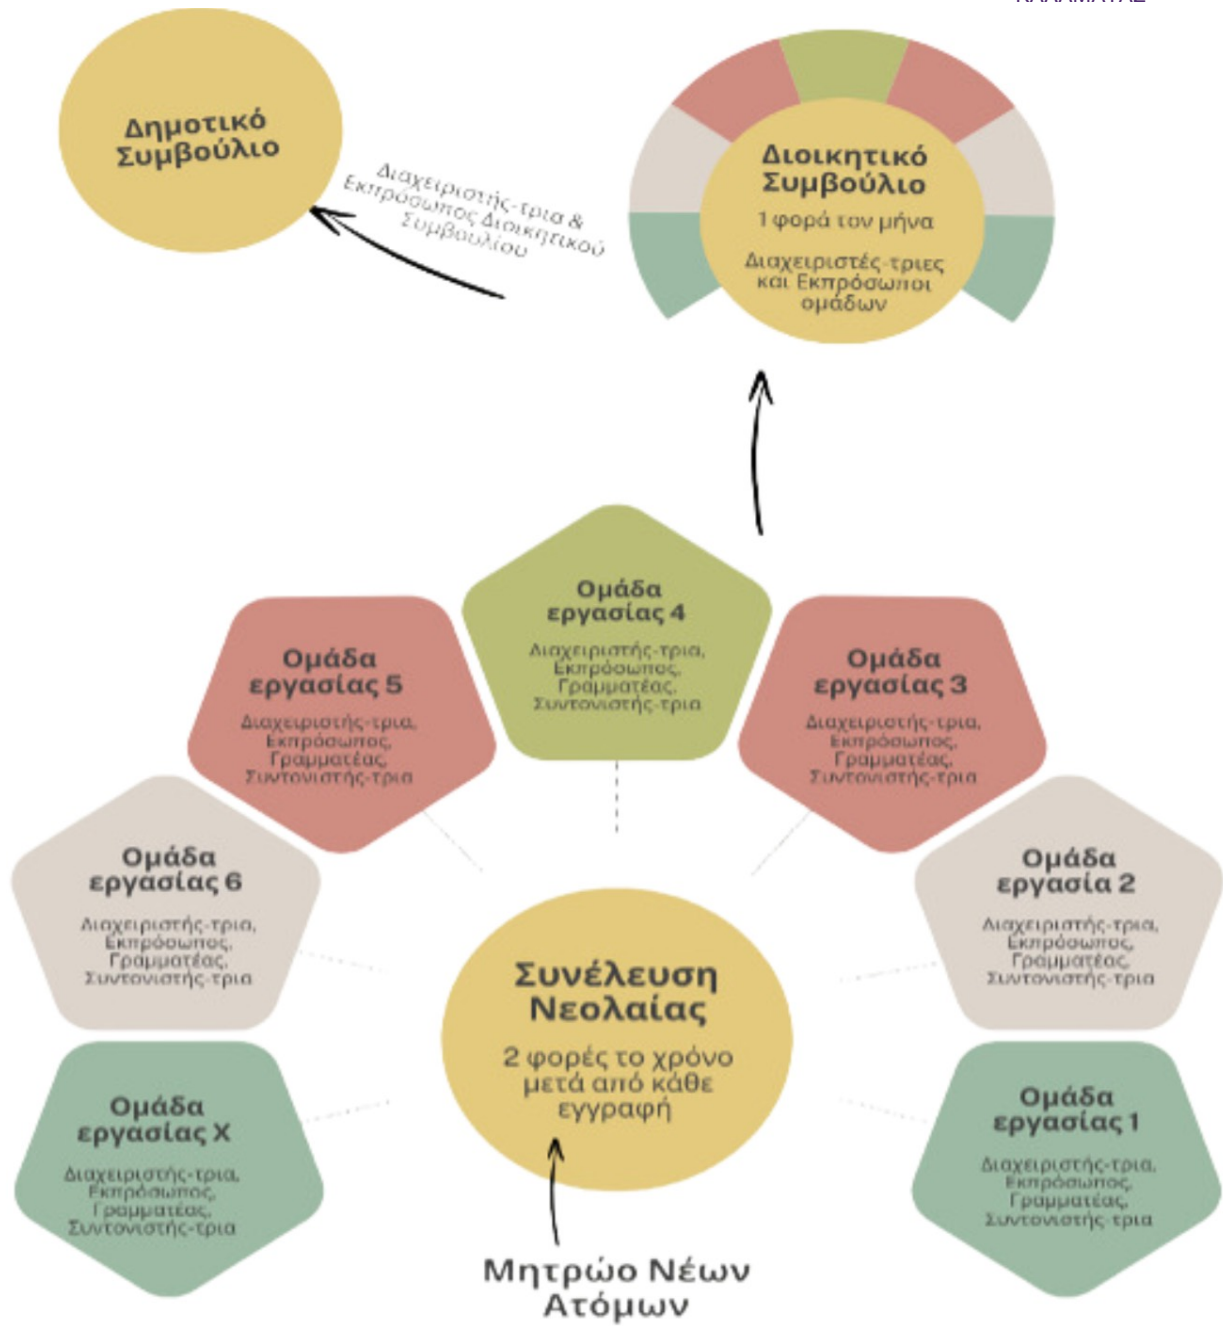 Δημοτικό
Συμβούλιο
Διαχειριστής-τρια &
Εκπρόσωπος Διοικητικού
Συμβουλίου
Διοικητικό
Συμβούλιο
1 φορά τον μήνα
Διαχειριστές-τριες
και Εκπρόσωποι
ομάδων
Ομάδα
εργασίας 4
Διαχειριστής-τρια,
Εκπρόσωπος,
Γραμματέας,
Συντονιστής-τρια
Ομάδα
εργασίας 5
Διαχειριστής-τρια,
Εκπρόσωπος,
Γραμματέας,
Συντονιστής-τρια
Ομάδα
εργασίας 3
Διαχειριστής-τρια,
Εκπρόσωπος,
Γραμματέας,
Συντονιστής-τρια
Ομάδα
εργασίας 6
Διαχειριστής-τρια,
Εκπρόσωπος,
Γραμματέας,
Συντονιστής-τρια
Ομάδα
εργασία 2
Διαχειριστής-τρια,
Εκπρόσωπος,
Γραμματέας,
Συντονιστής-τρια
Συνέλευση
Νεολαίας
2 φορές το χρόνο
μετά από κάθε
εγγραφή
Ομάδα
εργασίας Χ
Διαχειριστής-τρια,
Εκπρόσωπος,
Γραμματέας,
Συντονιστής-τρια
Ομάδα
εργασίας 1
Διαχειριστής-τρια,
Εκπρόσωπος,
Γραμματέας,
Συντονιστής-τρια
Μητρώο Νέων
Ατόμων